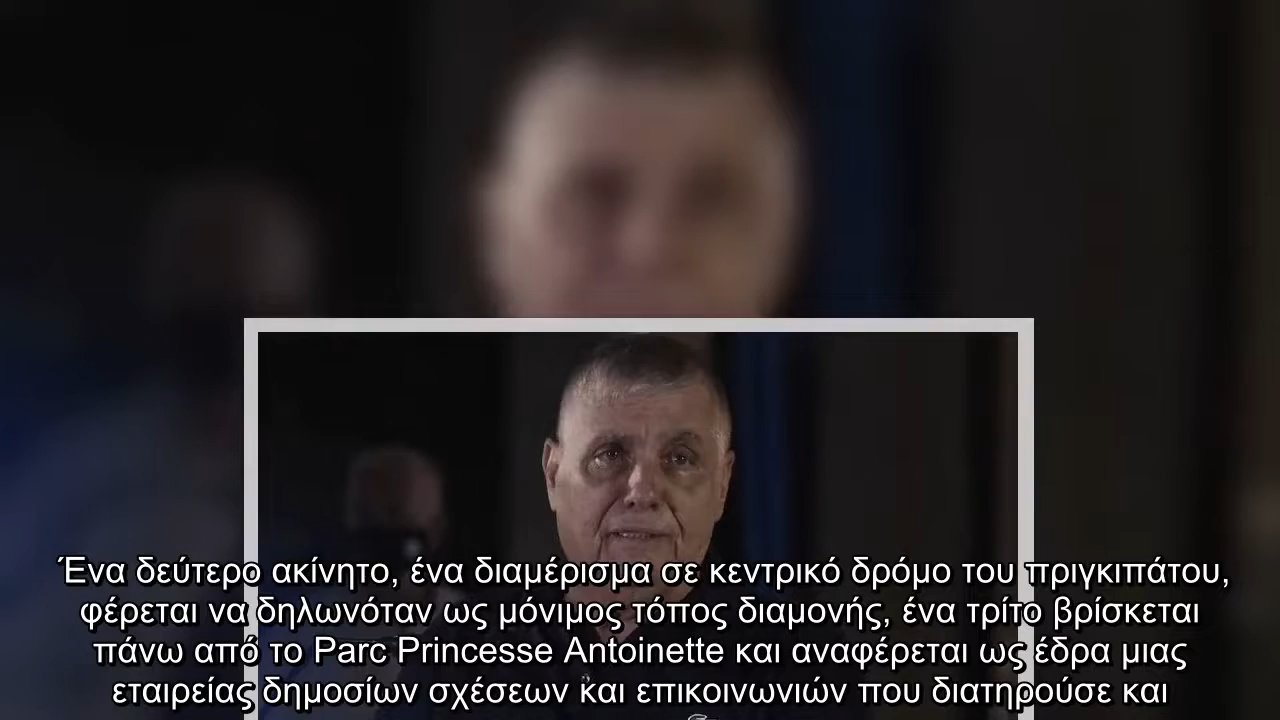 Ένα δεύτερο ακίνητο, ένα διαμέρισμα σε κεντρικό δρόμο του πριγκιπάτου,
φέρεται να δηλωνόταν ως μόνιμος τόπος διαμονής, ένα τρίτο βρίσκεται
πάνω από το Parc Princesse Antoinette και αναφέρεται ως έδρα μιας
εταιρείας δημοσίων σχέσεων και επικοινωνιών που διατηρούσε και